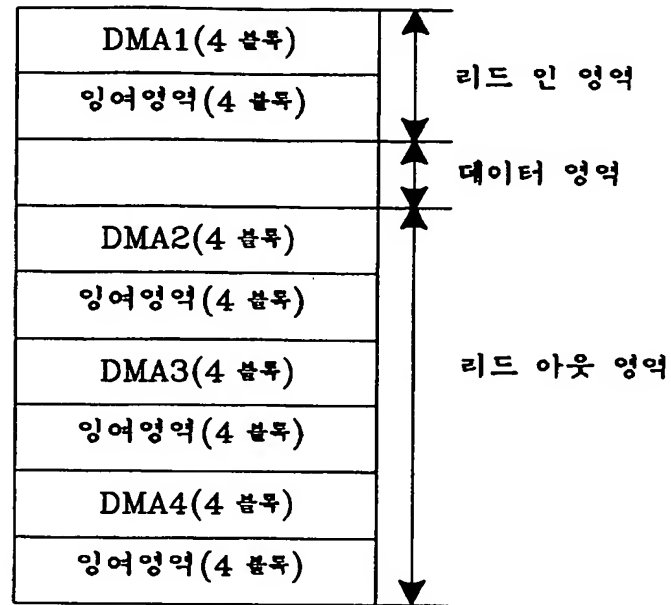 DMA1(4 블록)
잉여영역(4 블록)
리드 인 영역
데이터 영역
DMA2(4 블록)
잉여영역(4 블록)
DMA3(4 블록)
리드 아웃 영역
잉여영역(4 블록)
DMA4(4 블록)
잉여영역(4 블록)